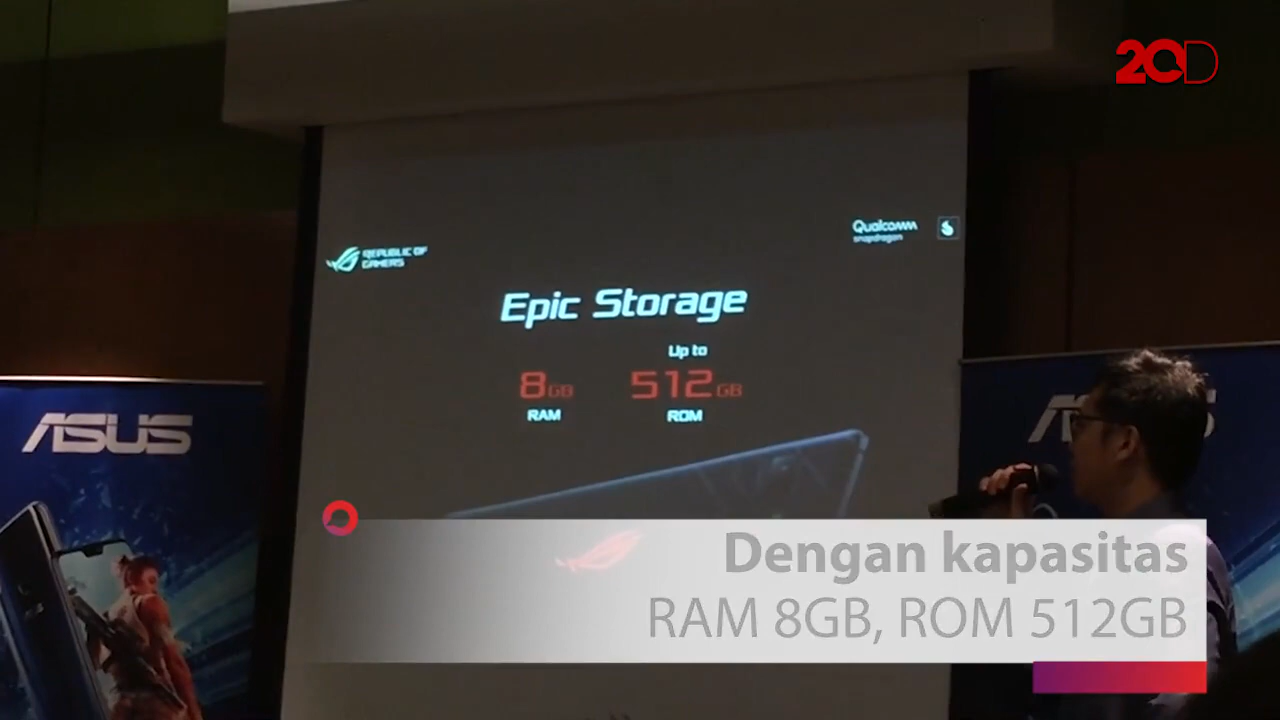 20D
Qualcomm
snapdragon
REPUBLIC OF
GAMERS
Epic Storage
Up to
8GB 512GB
RAM ROM
ASUS
Dengan kapasitas
RAM 8GB, ROM 512GB